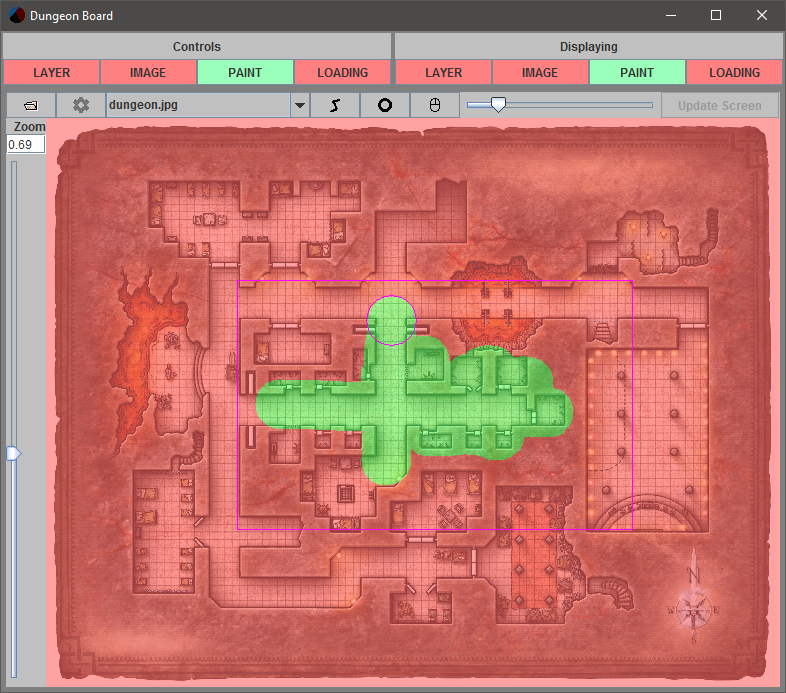 Dungeon Board
Controls Displaying
LAYER IMAGE PAINT LOADING LAYER IMAGE PAINT LOADING
dungeon.jpg Update Screen
Zoom
0.69
N
W E
S